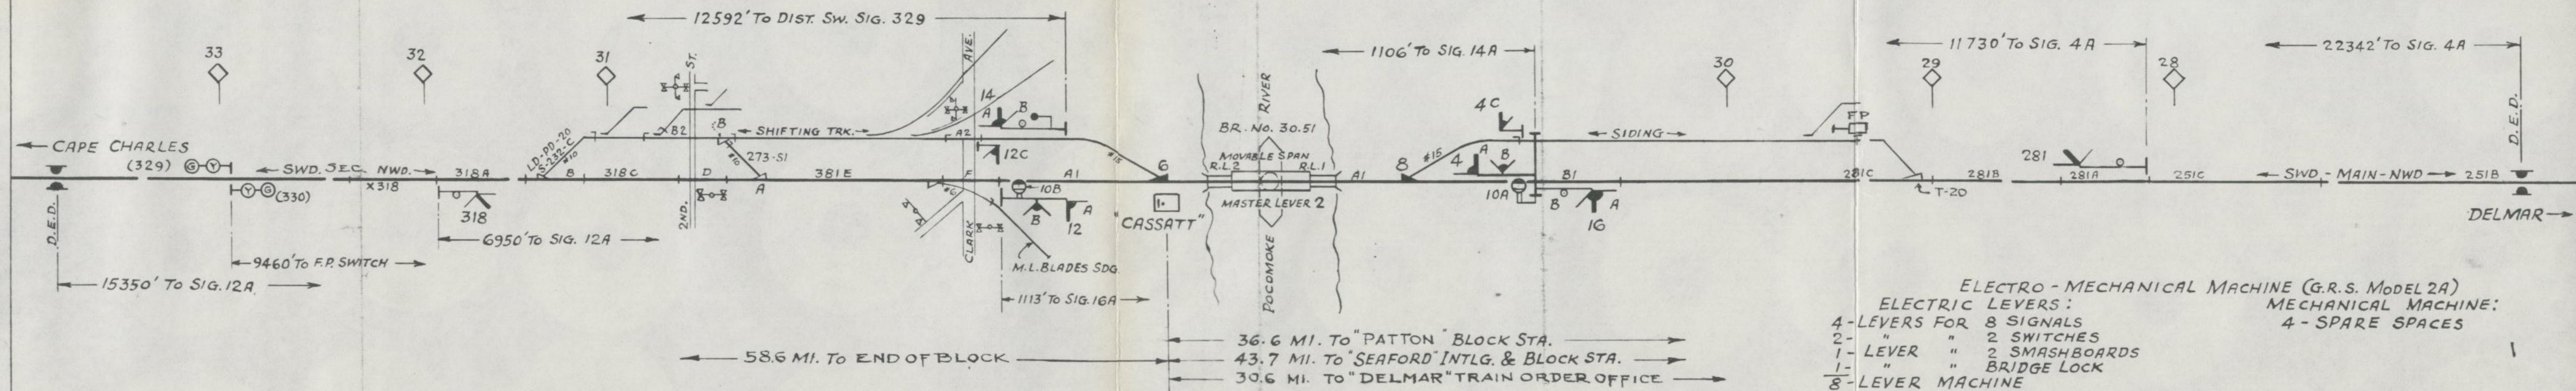 12592' TO DIST. SW. SIG. 329
1106' TO SIG. 14A
11730' TO SIG. 4A
22342' TO SIG. 4A
33
32
31
30
29
28
ST.
AVE.
RIVER
D.E.D.
14
A
B
4C
FP
CAPE CHARLES
(329)
G Y
SWD. SEC. NWD.
318A
LD-PD-20
S-232-C
#10
B2
B
SHIFTING TRK.
#10
273-S1
A2
12C
#15
6
BR. NO. 30.51
MOVABLE SPAN
R.L.2
R.L.1
8
#15
4
A
B
SIDING
281
x318
B
318C
D
A
381E
F
A1
A1
B1
281C
281B
281A
251C
SWD.-MAIN-NWD
251B
Y G (330)
318
#6
10B
B
12
A
"CASSATT"
MASTER LEVER 2
10A
B
A
16
T-20
DELMAR
D.E.D.
2ND.
CLARK
POCOMOKE
6950' TO SIG. 12A
9460' TO F.P. SWITCH
M.L. BLADES SDG.
15350' TO SIG. 12A
1113' TO SIG. 16A
58.6 MI. TO END OF BLOCK
36.6 MI. TO "PATTON" BLOCK STA.
43.7 MI. TO "SEAFORD" INTLG. & BLOCK STA.
30.6 MI. TO "DELMAR" TRAIN ORDER OFFICE
ELECTRO-MECHANICAL MACHINE (G.R.S. MODEL 2A)
ELECTRIC LEVERS:
4-LEVERS FOR 8 SIGNALS
2- " " 2 SWITCHES
1- LEVER " 2 SMASHBOARDS
1- " " BRIDGE LOCK
8-LEVER MACHINE
MECHANICAL MACHINE:
4-SPARE SPACES